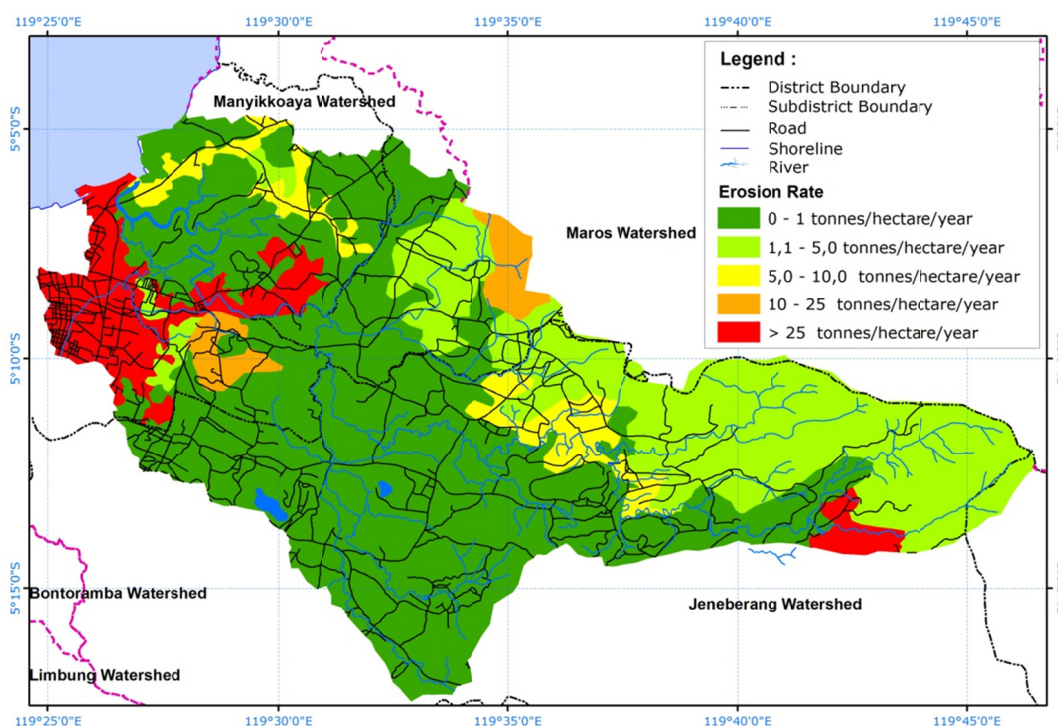 119°25'0"E 119°30'0"E 119°35'0"E 119°40'0"E 119°45'0"E
Legend :
District Boundary
Subdistrict Boundary
Road
Shoreline
River
Erosion Rate
0 - 1 tonnes/hectare/year
1,1 - 5,0 tonnes/hectare/year
5,0 - 10,0 tonnes/hectare/year
10 - 25 tonnes/hectare/year
> 25 tonnes/hectare/year
Manyikkoaya Watershed
5°5'0"S
Maros Watershed
5°10'0"S
5°15'0"S
Bontoramba Watershed
Jeneberang Watershed
Limbung Watershed
119°25'0"E 119°30'0"E 119°35'0"E 119°40'0"E 119°45'0"E